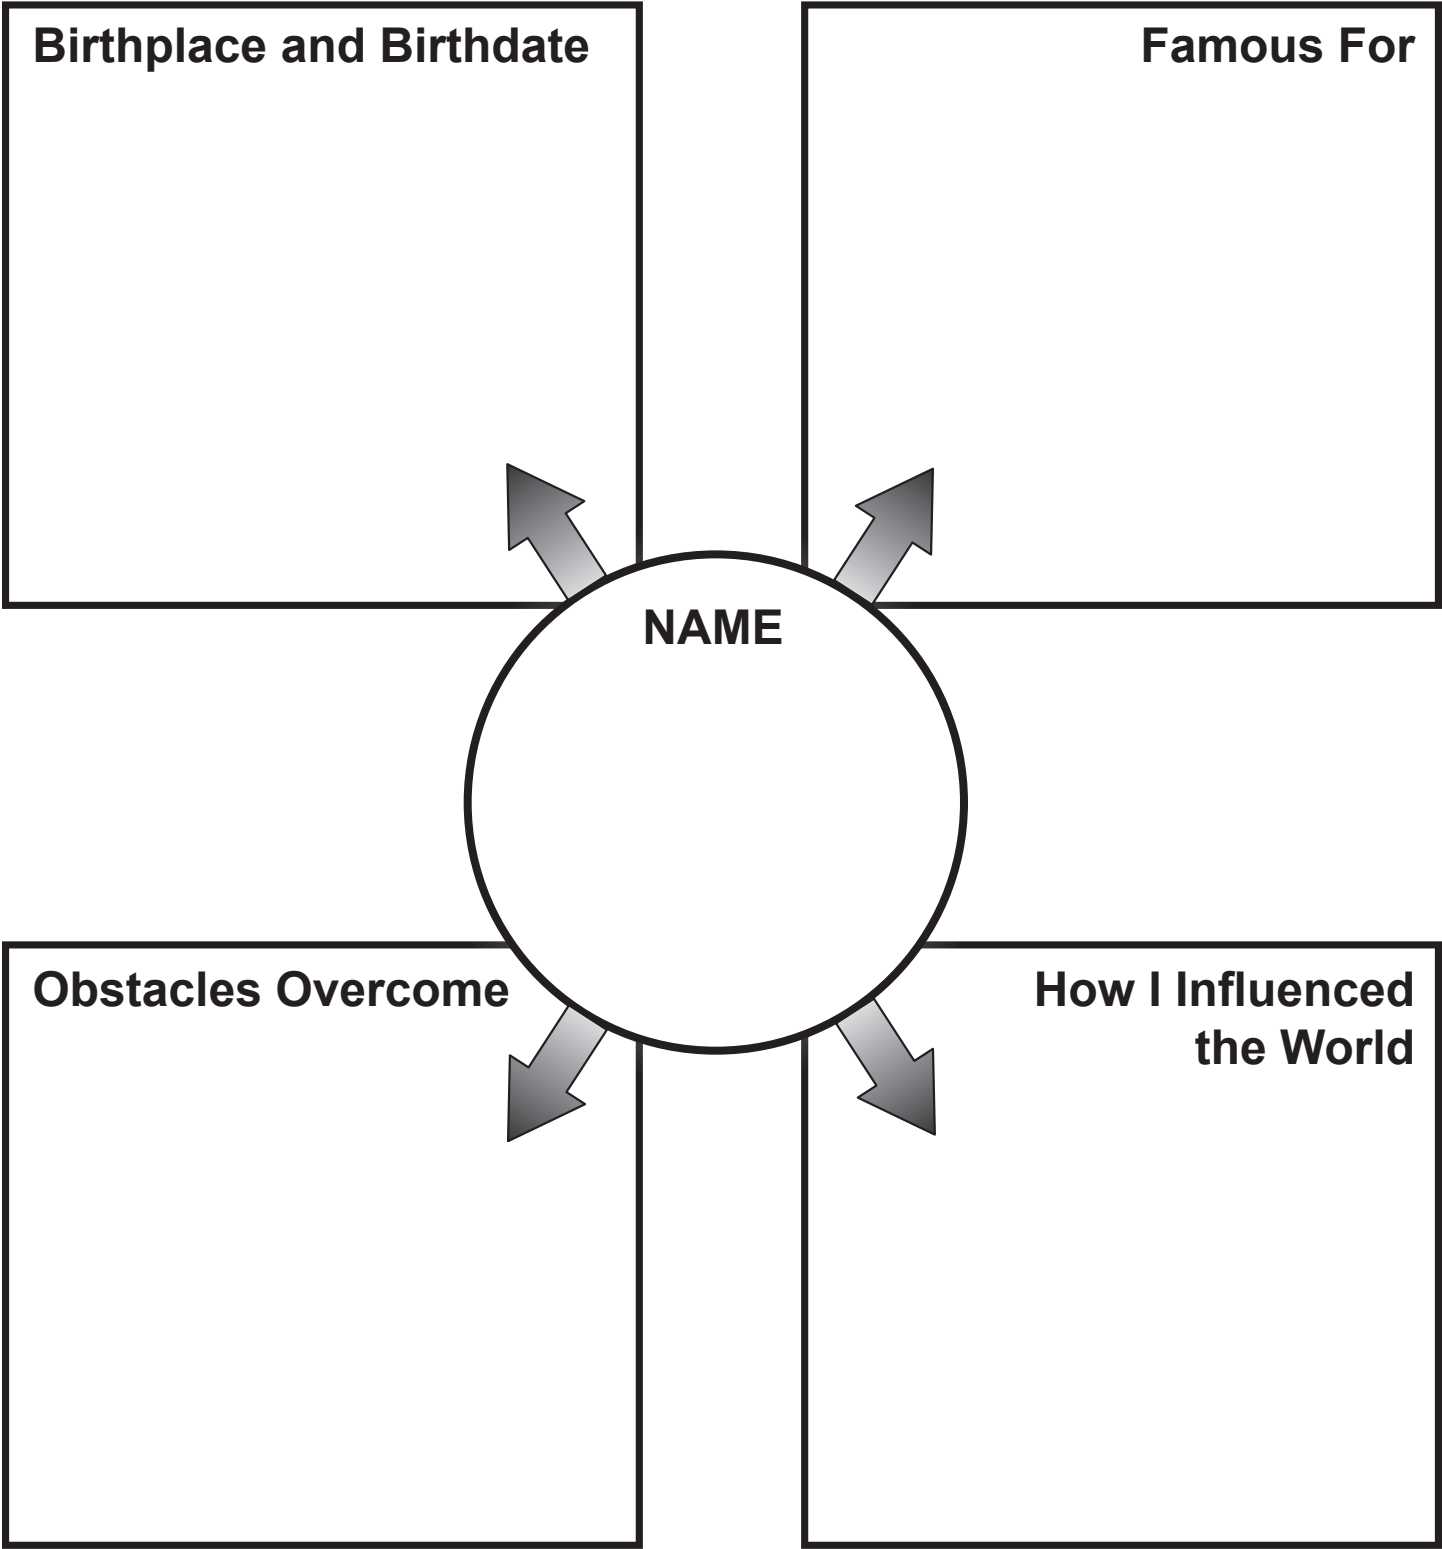 Birthplace and Birthdate
Famous For
NAME
Obstacles Overcome
How I Influenced
the World